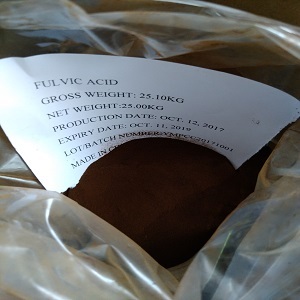 FULVIC ACID
GROSS WEIGHT: 25.10KG
NET WEIGHT:25.00KG
PRODUCTION DATE: OCT. 12, 2017
EXPIRY DATE: OCT. 11, 2019
LOT/BATCH NUMBER:
MADE IN